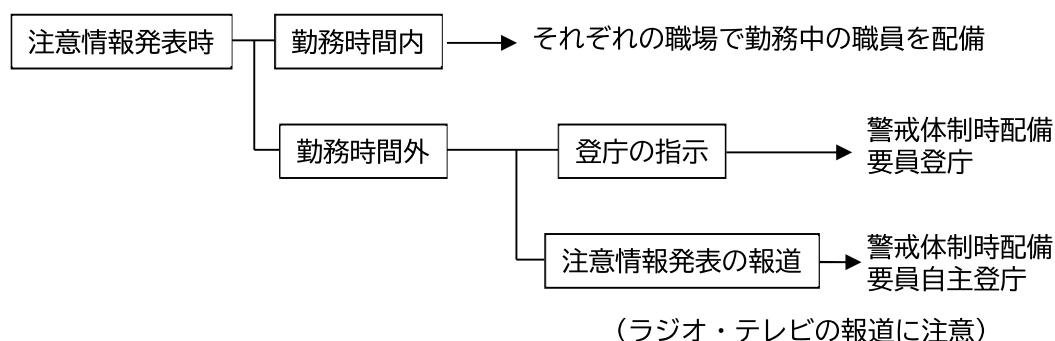 注意情報発表時
勤務時間内
それぞれの職場で勤務中の職員を配備
勤務時間外
登庁の指示
警戒体制時配備
要員登庁
注意情報発表の報道
警戒体制時配備
要員自主登庁
（ラジオ・テレビの報道に注意）